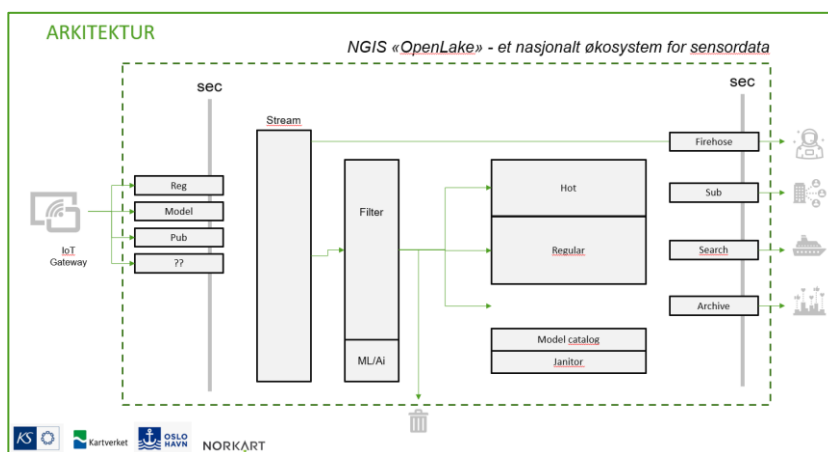 ARKITEKTUR
NGIS «OpenLake» - et nasjonalt økosystem for sensordata
sec
sec
Stream
Firehose
Reg
Hot
Model
Filter
Sub
Pub
Regular
Search
??
IoT
Gateway
Archive
Model catalog
ML/Ai
Janitor
KS
Kartverket
OSLO
HAVN
NORKART